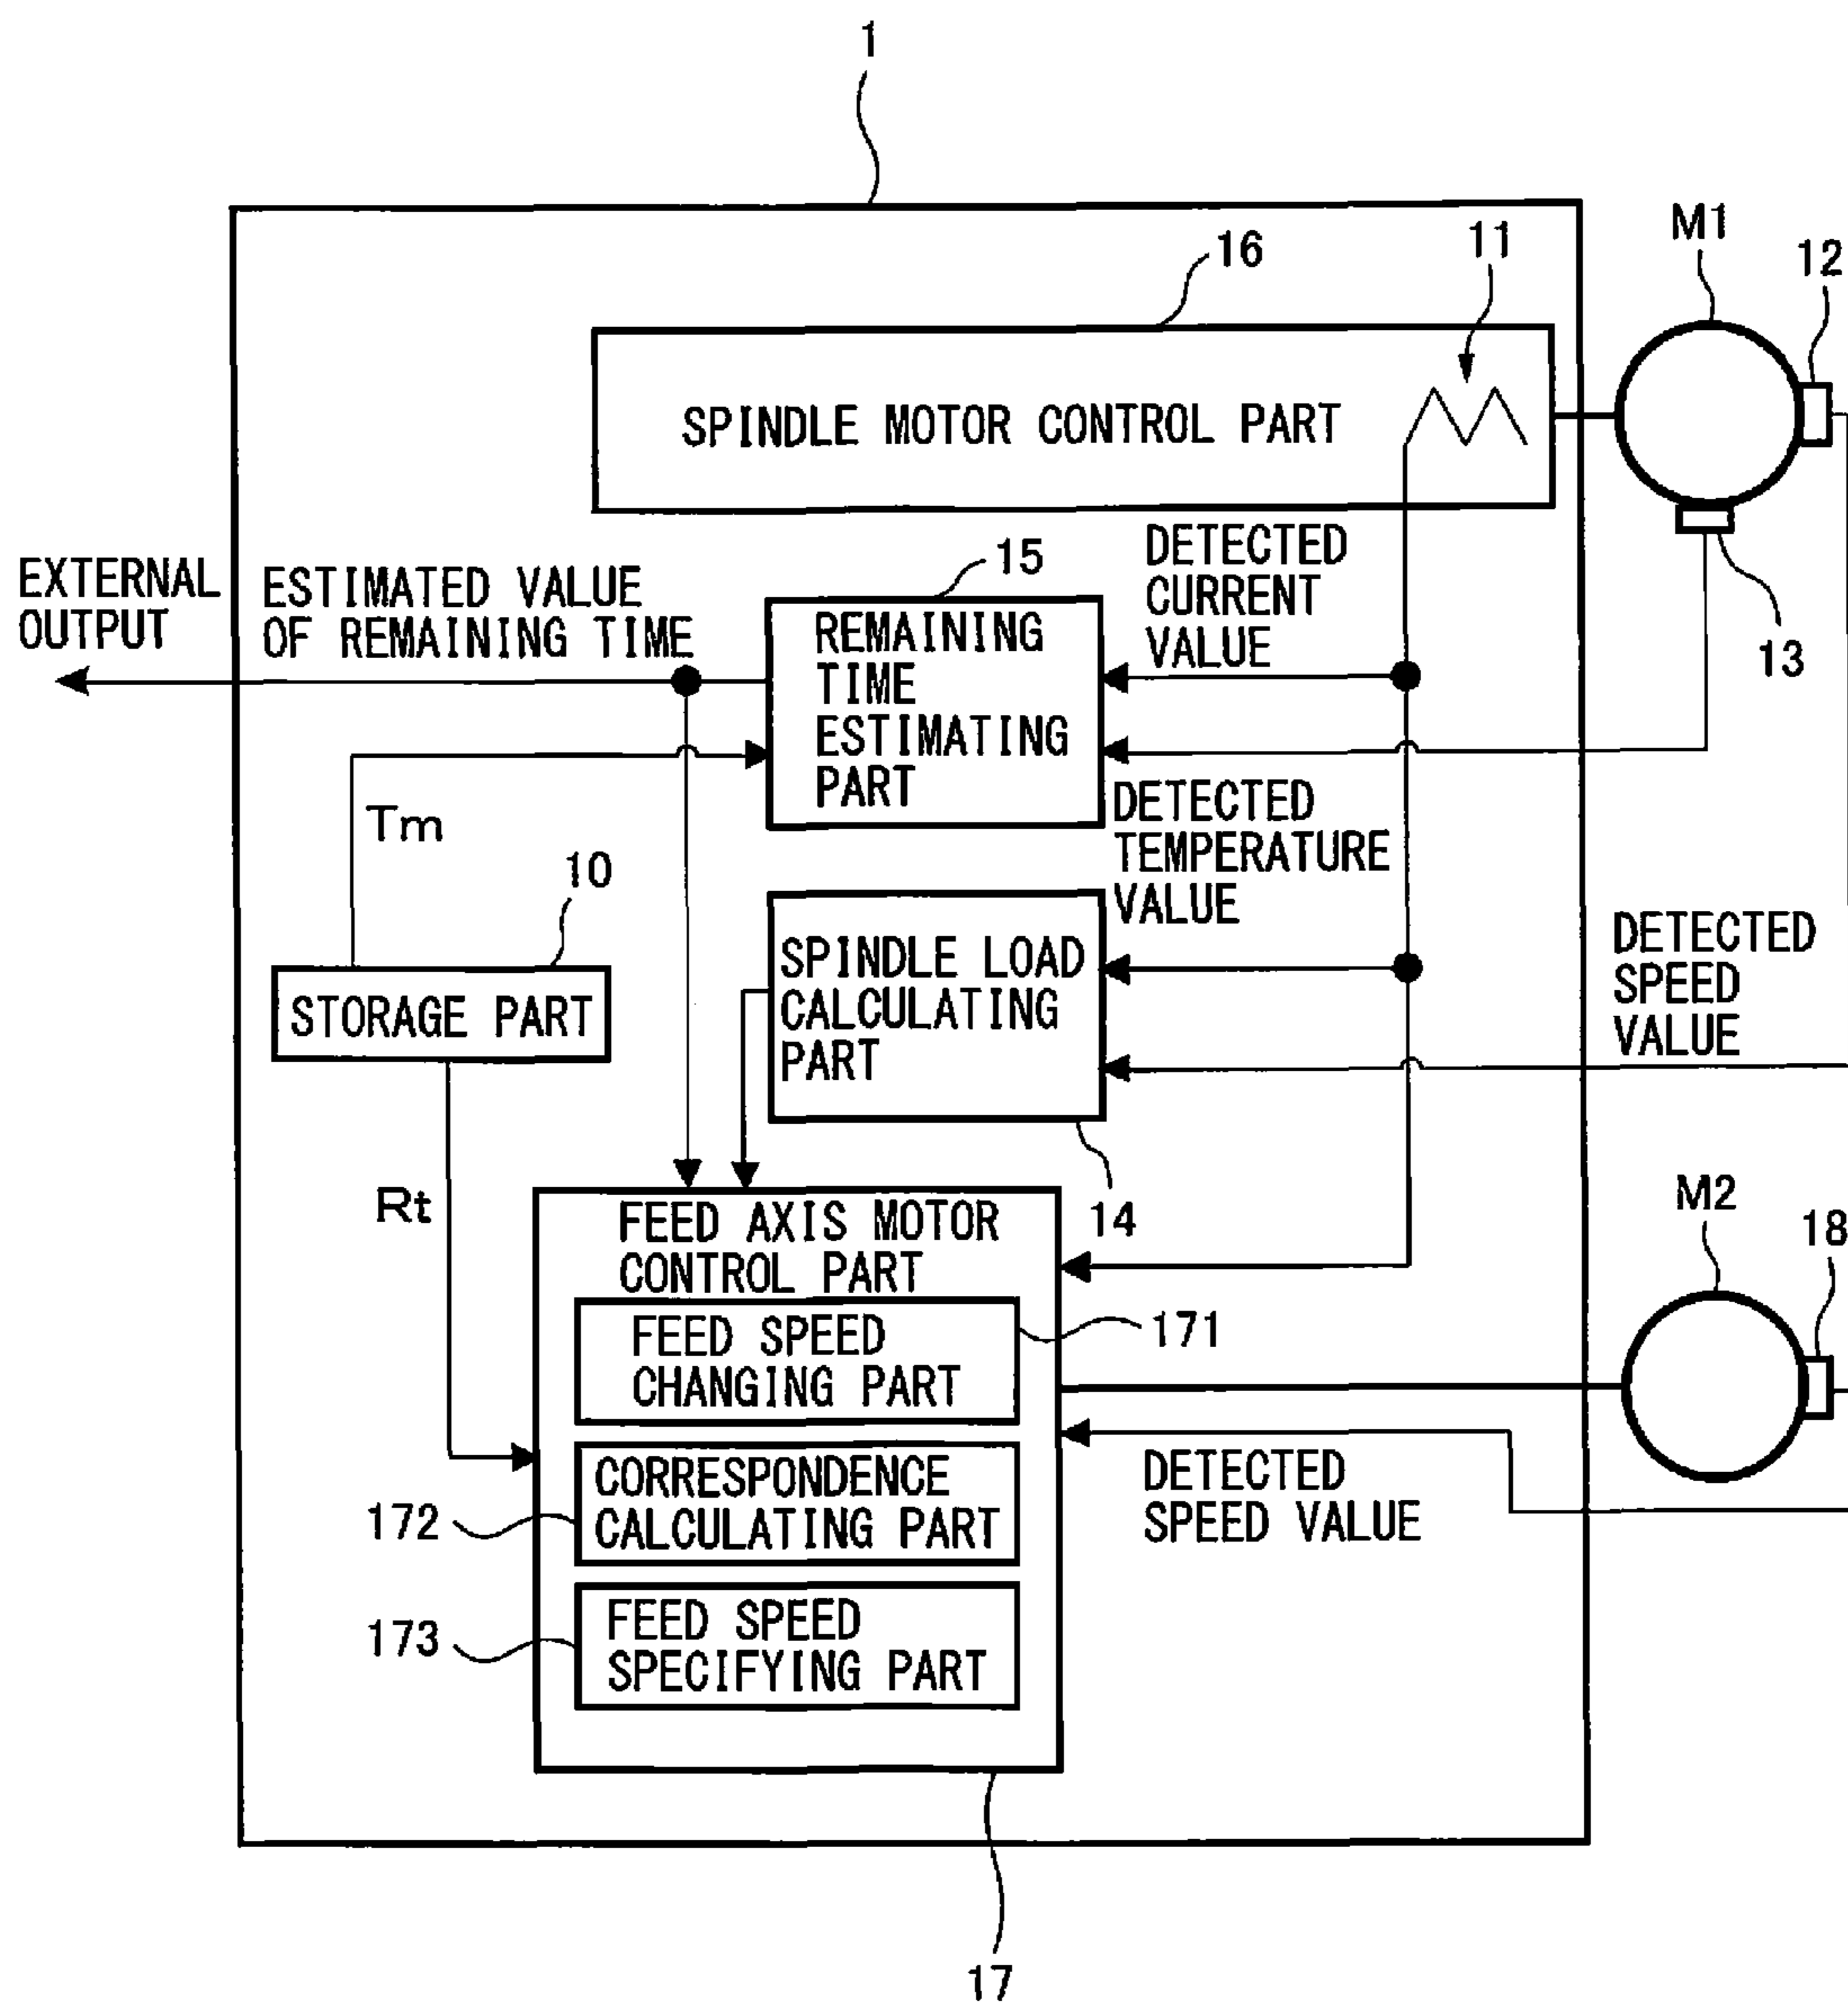 1
16
11
M1
12
SPINDLE MOTOR CONTROL PART
EXTERNAL
OUTPUT
ESTIMATED VALUE
OF REMAINING TIME
15
DETECTED
CURRENT
VALUE
13
REMAINING
TIME
ESTIMATING
PART
Tm
DETECTED
TEMPERATURE
VALUE
10
STORAGE PART
SPINDLE LOAD
CALCULATING
PART
DETECTED
SPEED
VALUE
14
Rt
M2
18
FEED AXIS MOTOR
CONTROL PART
FEED SPEED
CHANGING PART
171
CORRESPONDENCE
CALCULATING PART
172
DETECTED
SPEED VALUE
FEED SPEED
SPECIFYING PART
173
17